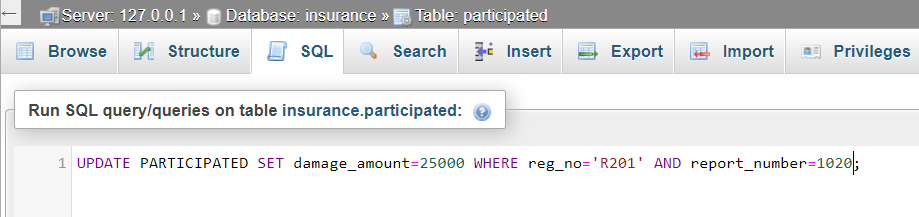 Server: 127.0.0.1 » Database: insurance » Table: participated
Browse Structure SQL Search Insert Export Import Privileges
Run SQL query/queries on table insurance.participated:
1 UPDATE PARTICIPATED SET damage_amount=25000 WHERE reg_no='R201' AND report_number=1020;